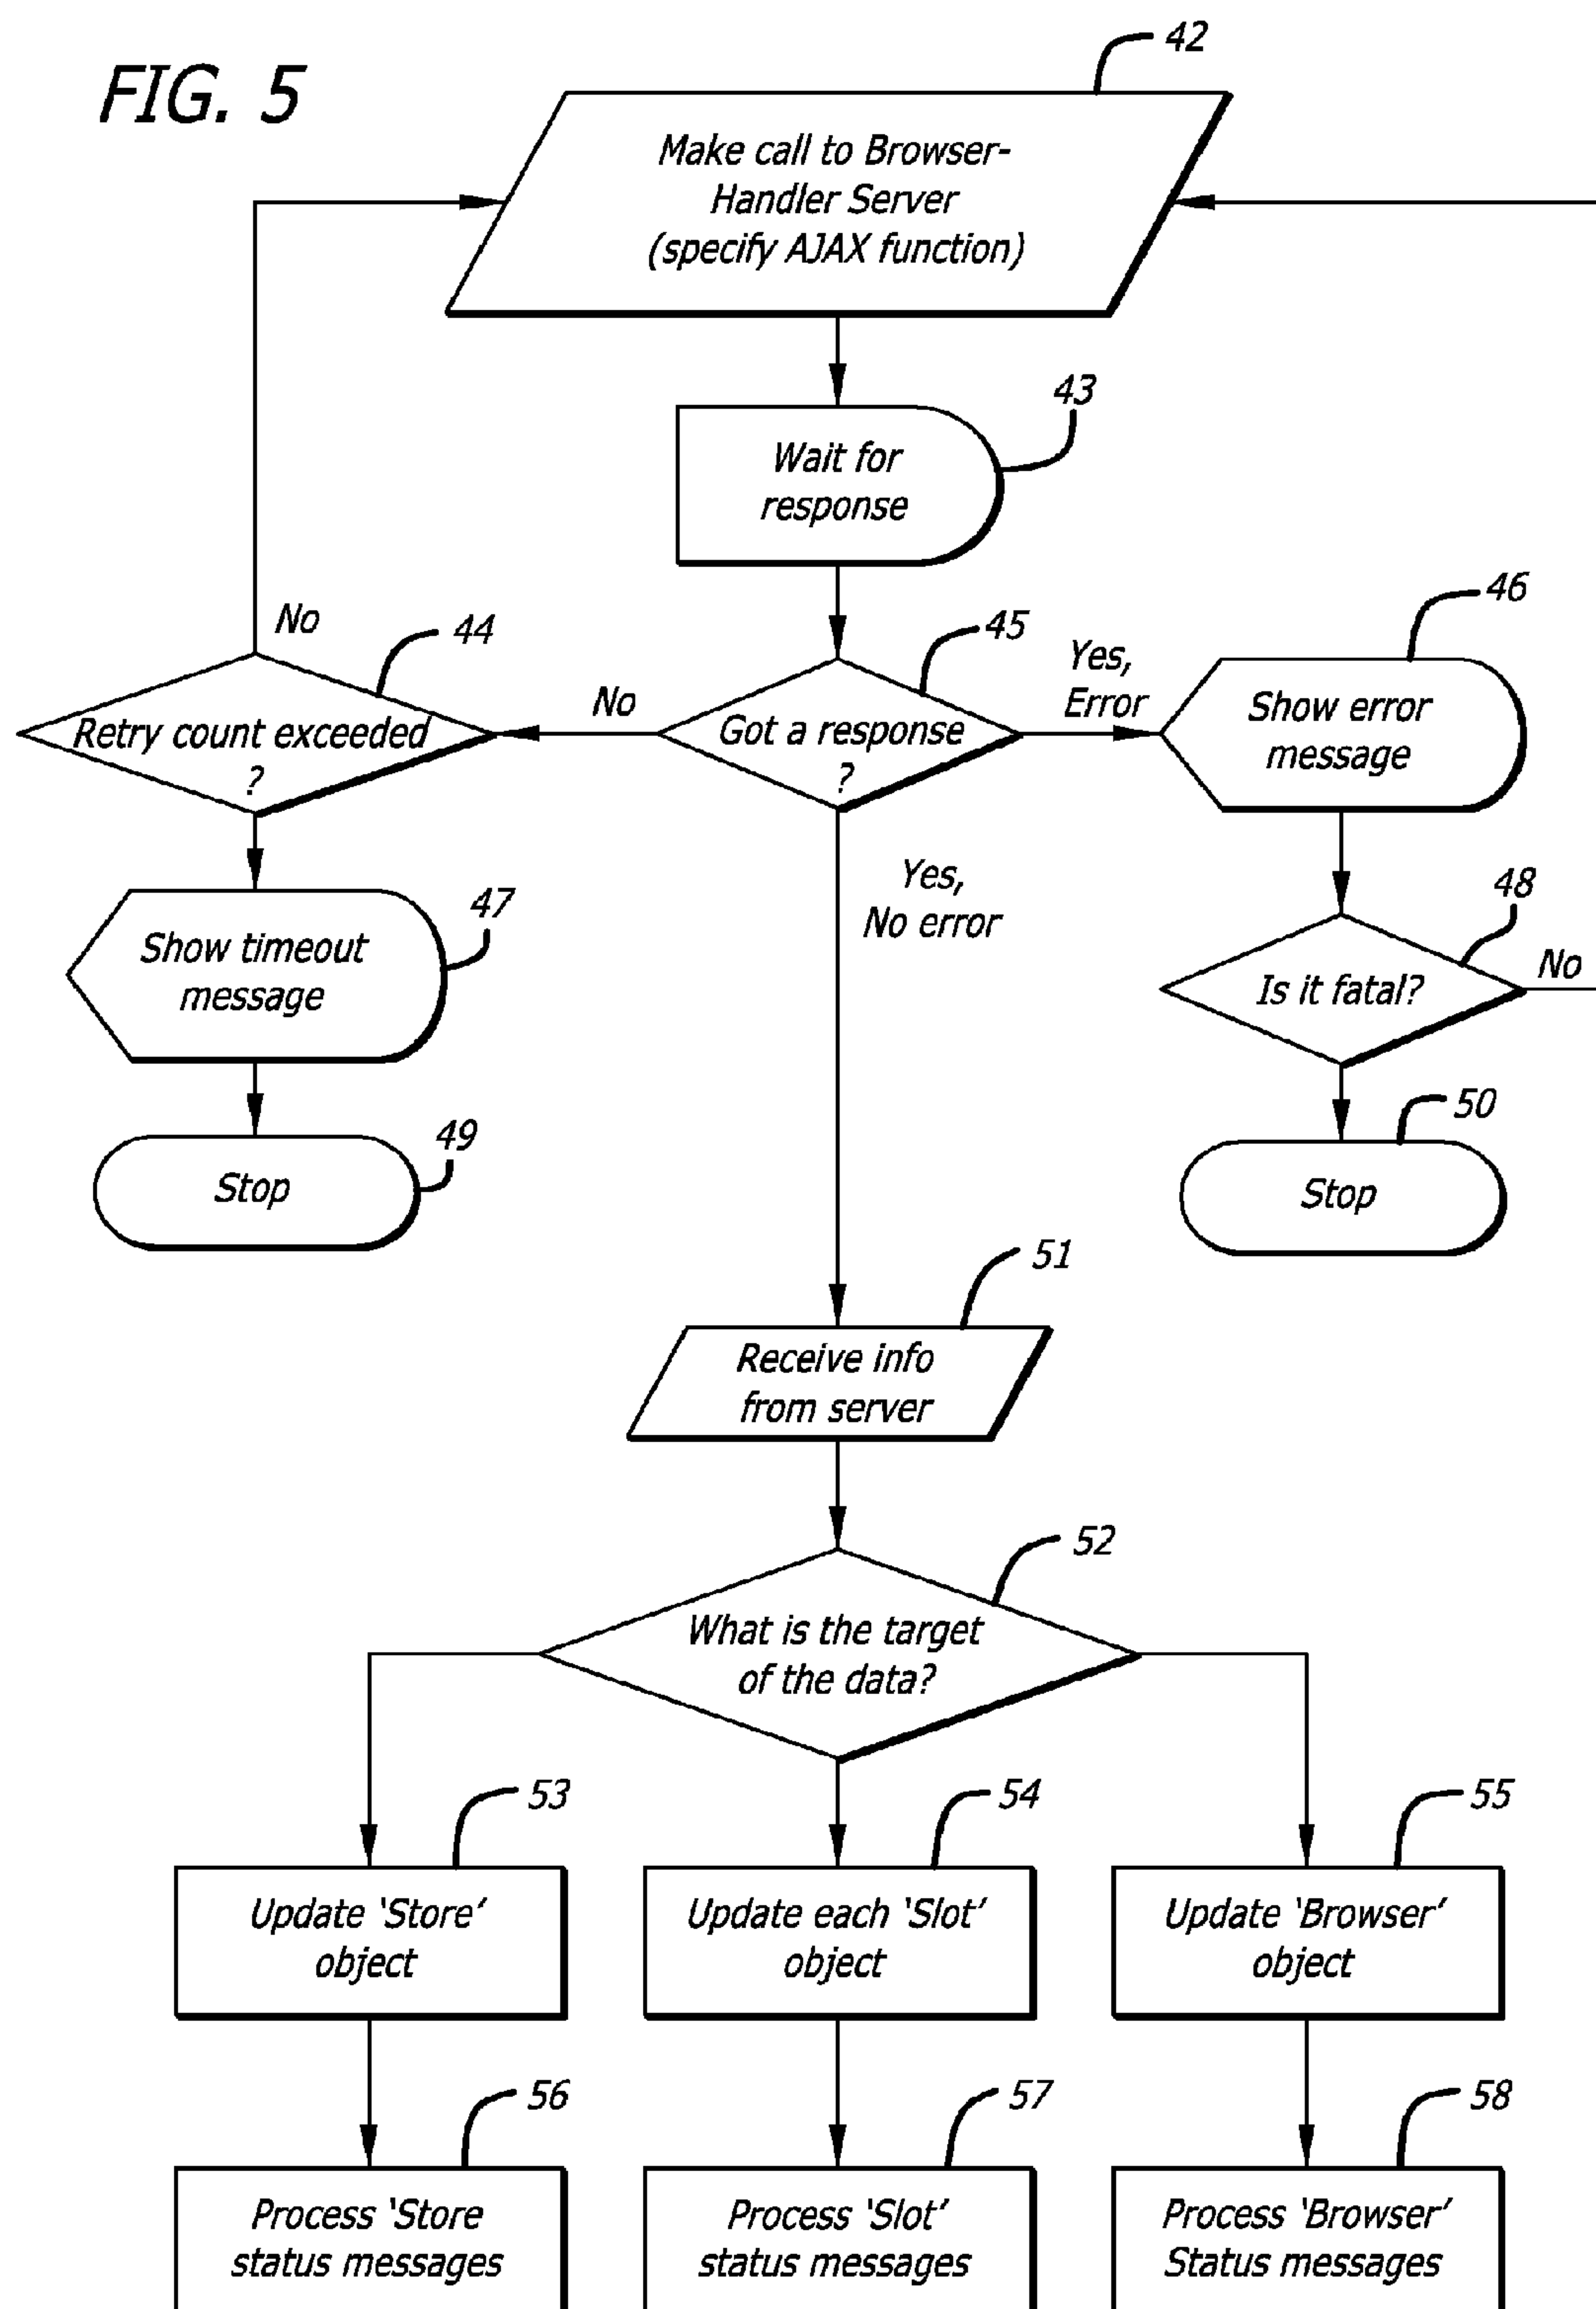 FIG. 5
42
Make call to Browser-
Handler Server
(specify AJAX function)
43
Wait for
response
No
44
Retry count exceeded
?
No
45
Got a response
?
Yes,
Error
46
Show error
message
47
Show timeout
message
Yes,
No error
48
Is it fatal?
No
49
Stop
50
Stop
51
Receive info
from server
52
What is the target
of the data?
53
Update ‘Store’
object
54
Update each ‘Slot’
object
55
Update ‘Browser’
object
56
Process ‘Store
status messages
57
Process ‘Slot’
status messages
58
Process ‘Browser’
Status messages